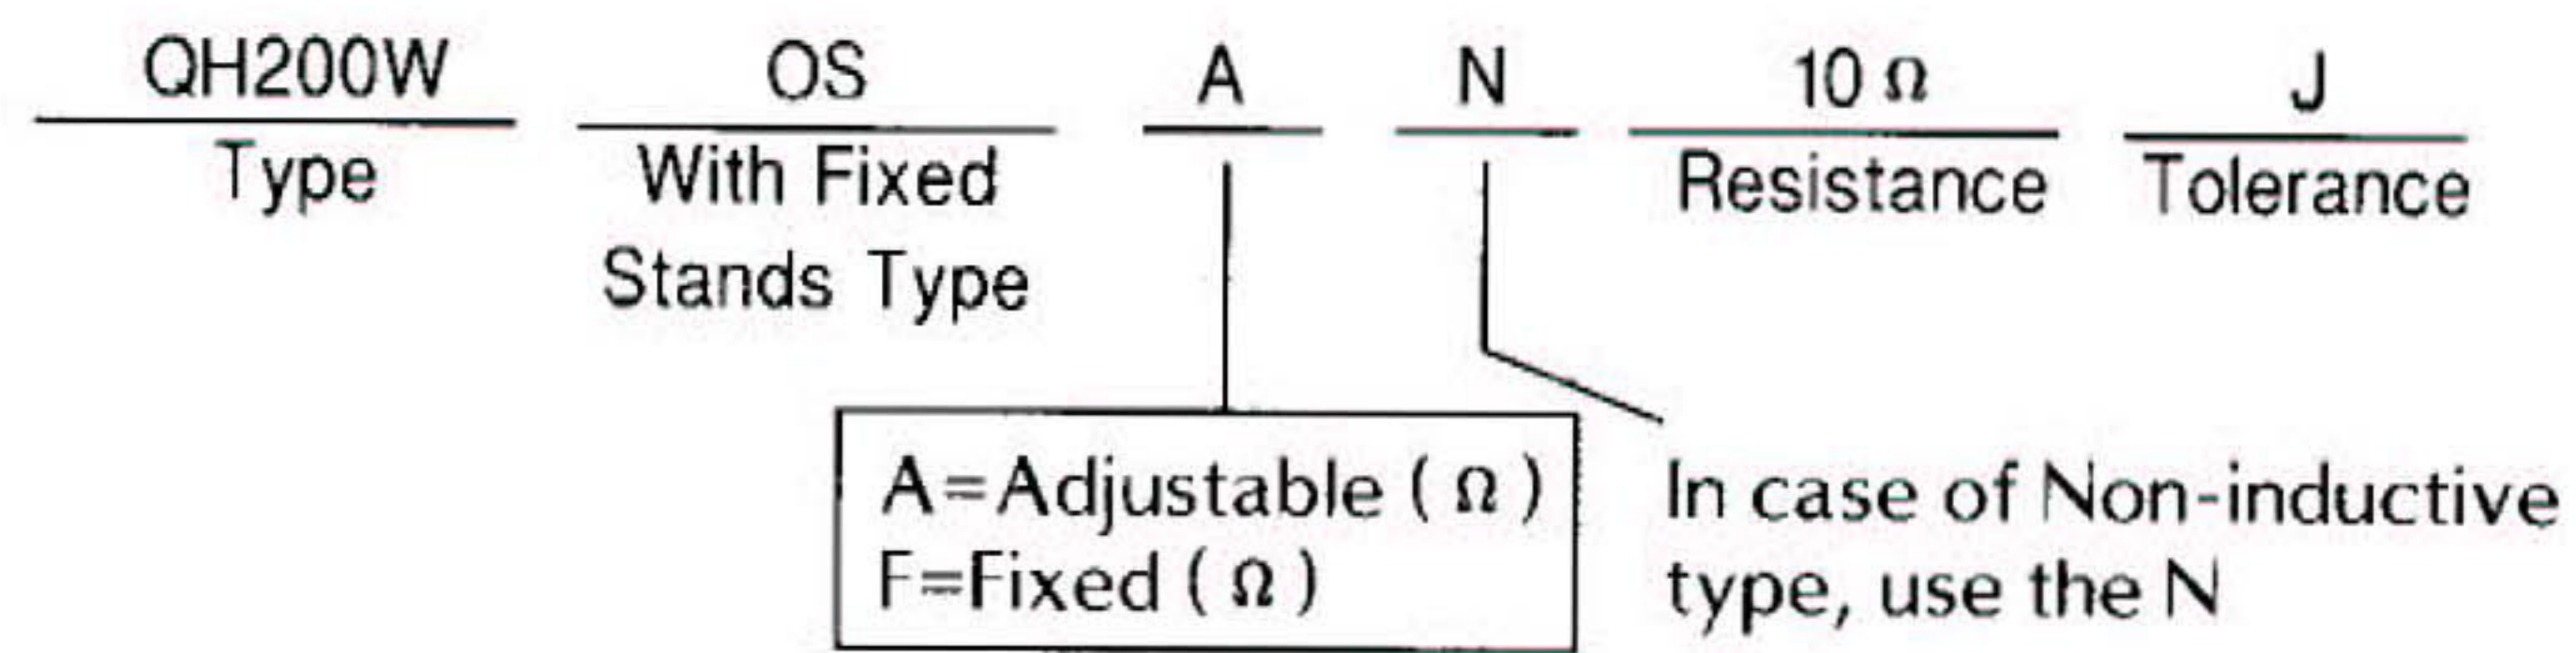 QH200W OS A N 10 Ω J
Type With Fixed Resistance Tolerance
Stands Type
A=Adjustable ( Ω )
F=Fixed ( Ω )
In case of Non-inductive
type, use the N